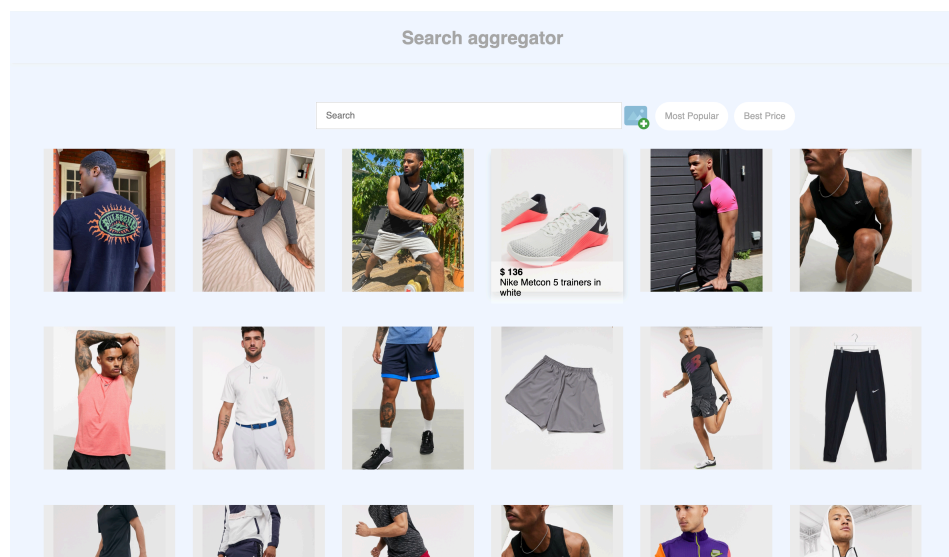 Search aggregator
Search
Most Popular
Best Price
$ 136
Nike Metcon 5 trainers in
white